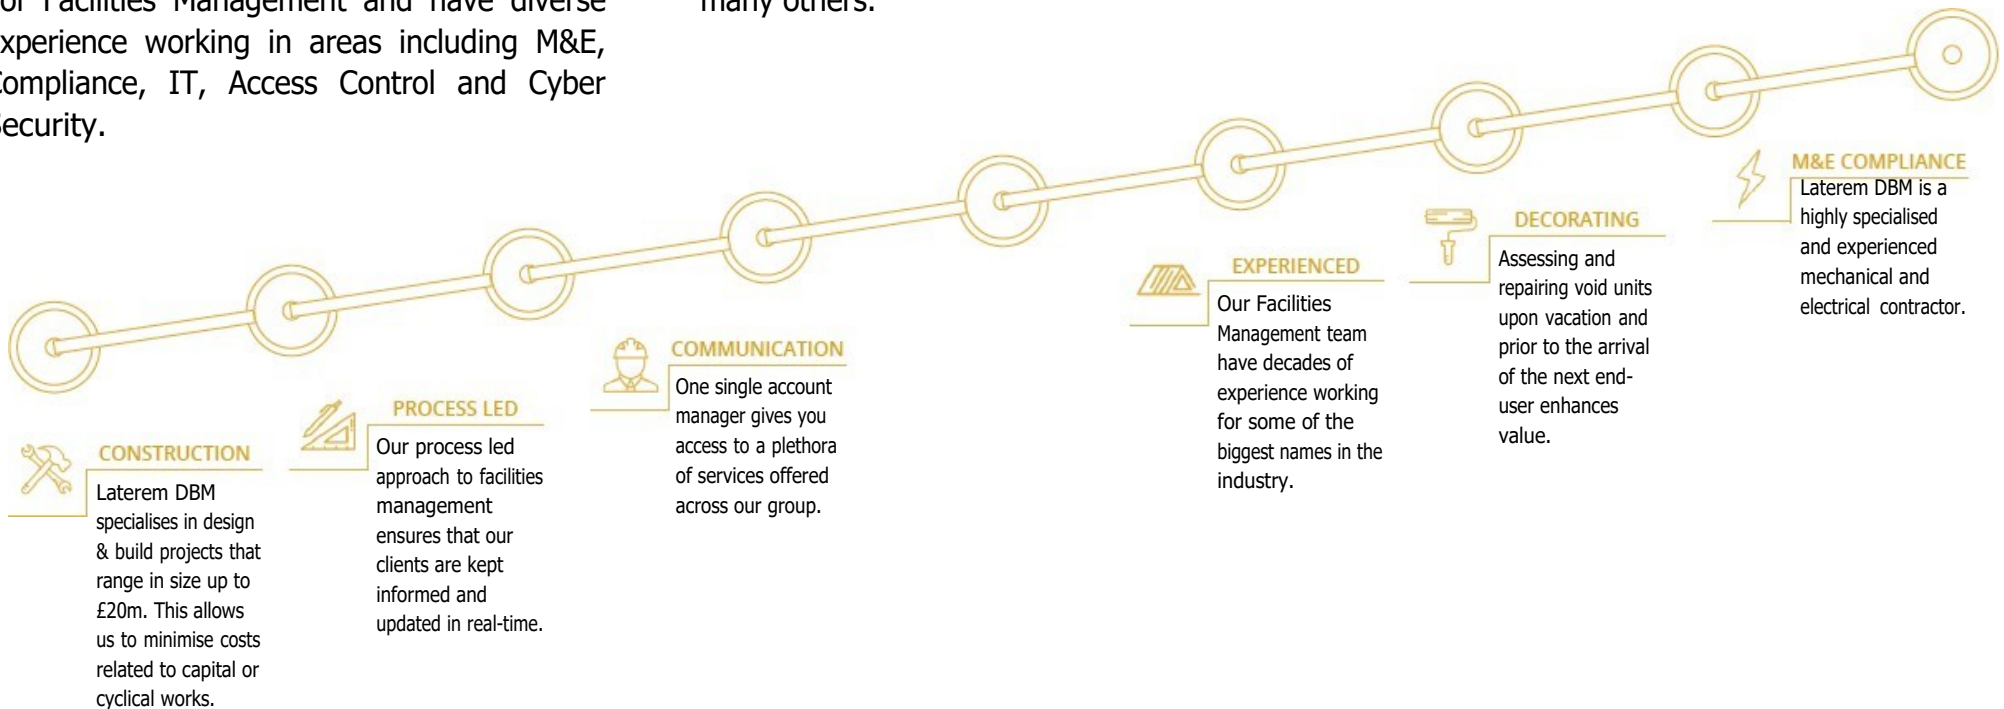 for Facilities Management and have diverse
experience working in areas including M&E,
Compliance, IT, Access Control and Cyber
Security.
many others.
CONSTRUCTION
Laterem DBM
specialises in design
& build projects that
range in size up to
£20m. This allows
us to minimise costs
related to capital or
cyclical works.
PROCESS LED
Our process led
approach to facilities
management
ensures that our
clients are kept
informed and
updated in real-time.
COMMUNICATION
One single account
manager gives you
access to a plethora
of services offered
across our group.
EXPERIENCED
Our Facilities
Management team
have decades of
experience working
for some of the
biggest names in the
industry.
DECORATING
Assessing and
repairing void units
upon vacation and
prior to the arrival
of the next end-
user enhances
value.
M&E COMPLIANCE
Laterem DBM is a
highly specialised
and experienced
mechanical and
electrical contractor.